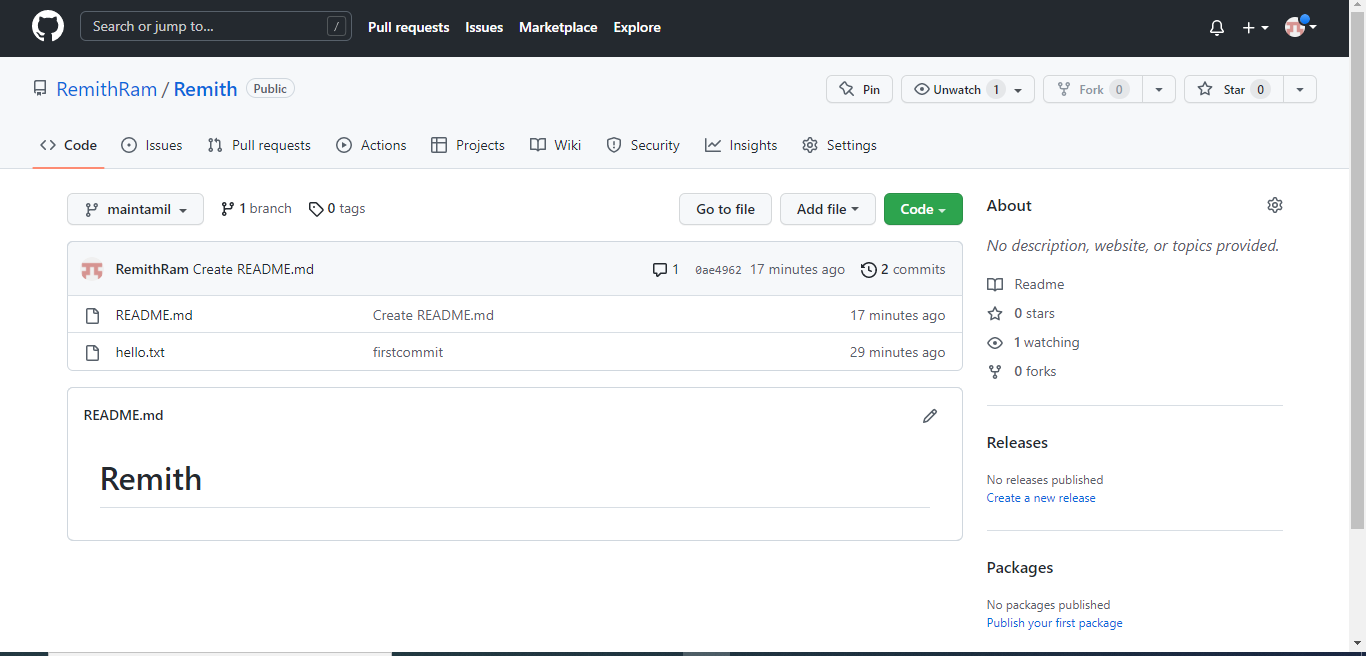 Search or jump to... /
Pull requests Issues Marketplace Explore
RemithRam / Remith Public
Pin Unwatch 1 Fork 0 Star 0
Code Issues Pull requests Actions Projects Wiki Security Insights Settings
maintamil 1 branch 0 tags Go to file Add file Code
RemithRam Create README.md 1 0ae4962 17 minutes ago 2 commits
README.md Create README.md 17 minutes ago
hello.txt firstcommit 29 minutes ago
README.md
Remith
About
No description, website, or topics provided.
Readme
0 stars
1 watching
0 forks
Releases
No releases published
Create a new release
Packages
No packages published
Publish your first package